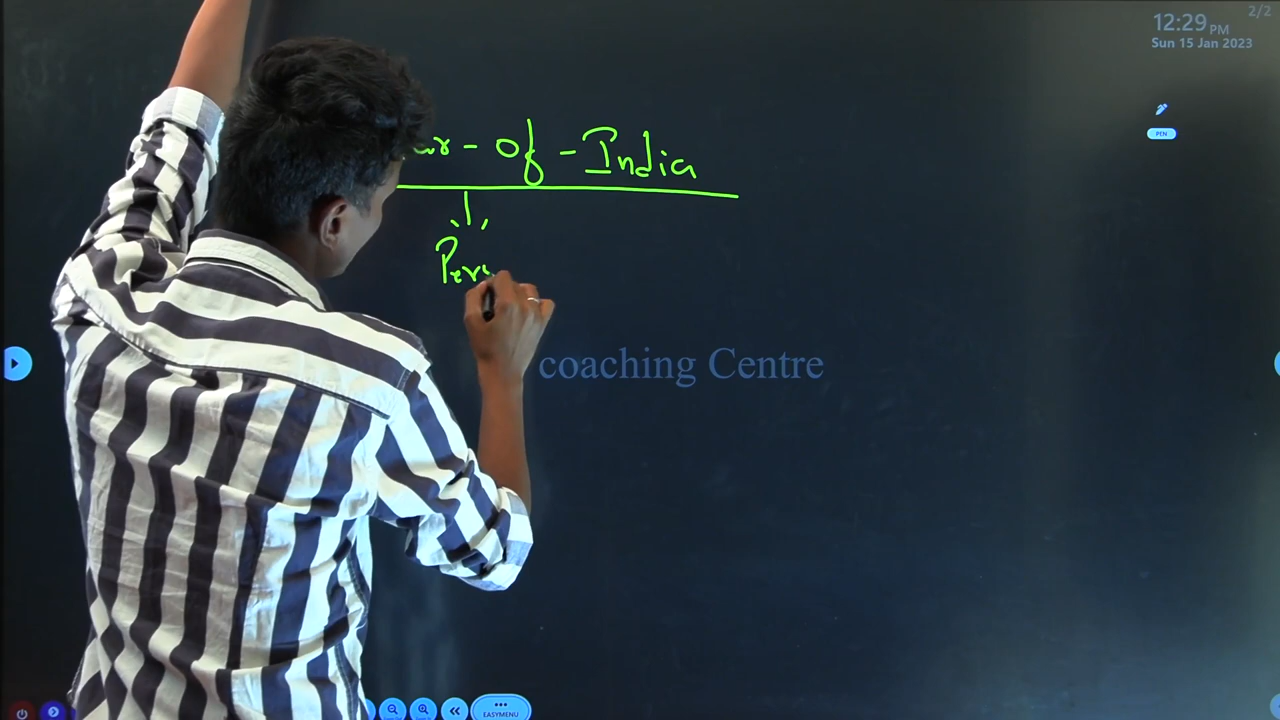 2/2
12:29 PM
Sun 15 Jan 2023
- Of - India
PEN
coaching Centre
EASYMENU